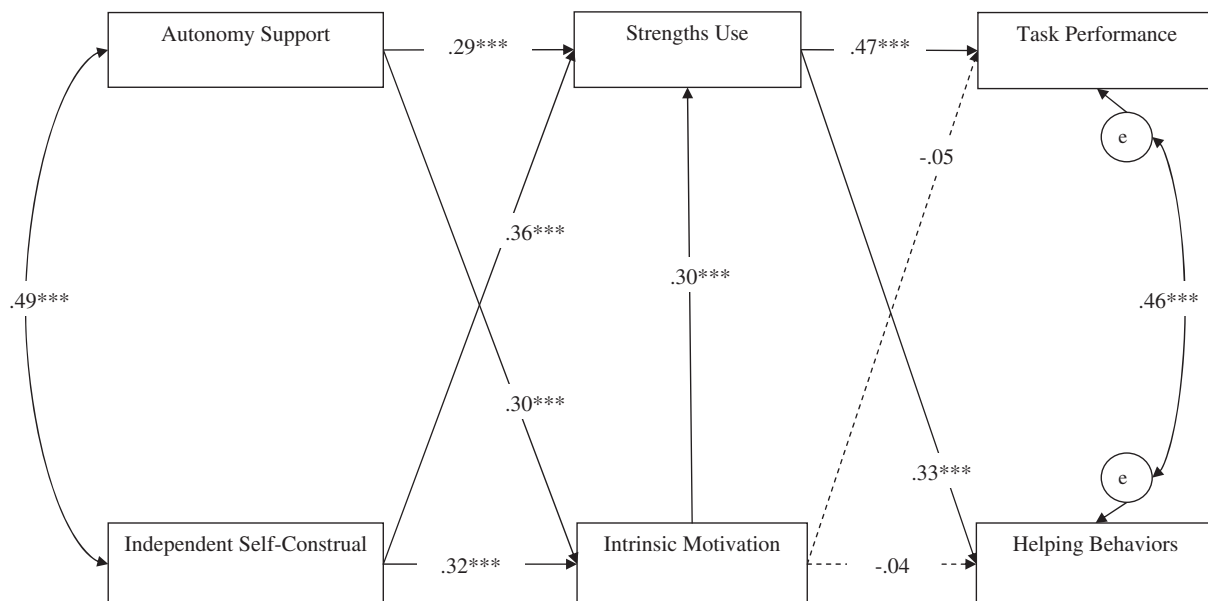 Autonomy Support
Strengths Use
Task Performance
.29***
.47***
e
-.05
.36***
.30***
.49***
.46***
.30***
.33***
e
Independent Self-Construal
Intrinsic Motivation
Helping Behaviors
.32***
-.04